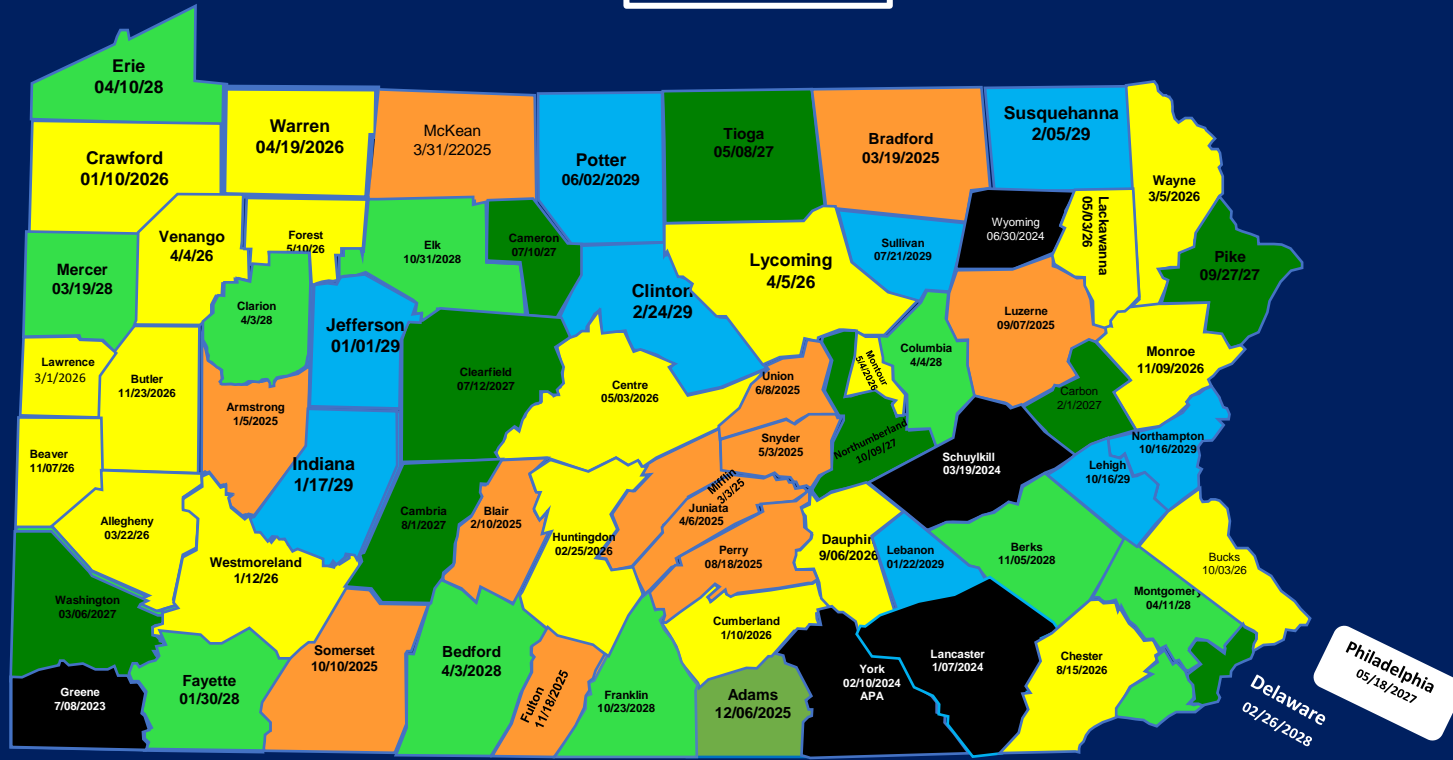 Erie
04/10/28
Crawford
01/10/2026
Warren
04/19/2026
McKean
3/31/22025
Potter
06/02/2029
Tioga
05/08/27
Bradford
03/19/2025
Susquehanna
2/05/29
Wayne
3/5/2026
Wyoming
06/30/2024
Lackawanna
05/03/26
Pike
09/27/27
Mercer
03/19/28
Venango
4/4/26
Forest
5/10/26
Elk
10/31/2028
Cameron
07/10/27
Clinton
2/24/29
Lycoming
4/5/26
Sullivan
07/21/2029
Luzerne
09/07/2025
Clarion
4/3/28
Jefferson
01/01/29
Clearfield
07/12/2027
Centre
05/03/2026
Union
6/8/2025
Montour
5/4/2026
Columbia
4/4/28
Monroe
11/09/2026
Carbon
2/1/2027
Lawrence
3/1/2026
Butler
11/23/2026
Armstrong
1/5/2025
Indiana
1/17/29
Snyder
5/3/2025
Northumberland
10/09/27
Schuylkill
03/19/2024
Northampton
10/16/2029
Lehigh
10/16/29
Beaver
11/07/26
Allegheny
03/22/26
Westmoreland
1/12/26
Cambria
8/1/2027
Blair
2/10/2025
Huntingdon
02/25/2026
Mifflin
3/3/25
Juniata
4/6/2025
Perry
08/18/2025
Dauphin
9/06/2026
Lebanon
01/22/2029
Berks
11/05/2028
Bucks
10/03/26
Montgomery
04/11/28
Washington
03/06/2027
Greene
7/08/2023
Fayette
01/30/28
Somerset
10/10/2025
Bedford
4/3/2028
Fulton
11/18/2025
Franklin
10/23/2028
Cumberland
1/10/2026
Adams
12/06/2025
York
02/10/2024
APA
Lancaster
1/07/2024
Chester
8/15/2026
Delaware
02/26/2028
Philadelphia
05/18/2027